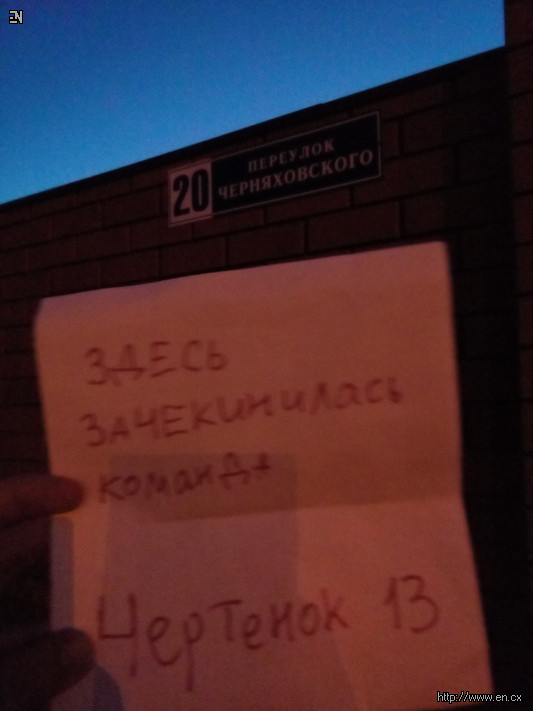 EN
20
ПЕРЕУЛОК
ЧЕРНЯХОВСКОГО
ЗДЕСЬ
ЗАЧЕКИНИЛАСЬ
КОМАНДА
ЧЕРТЕНОК 13
http://www.en.cx